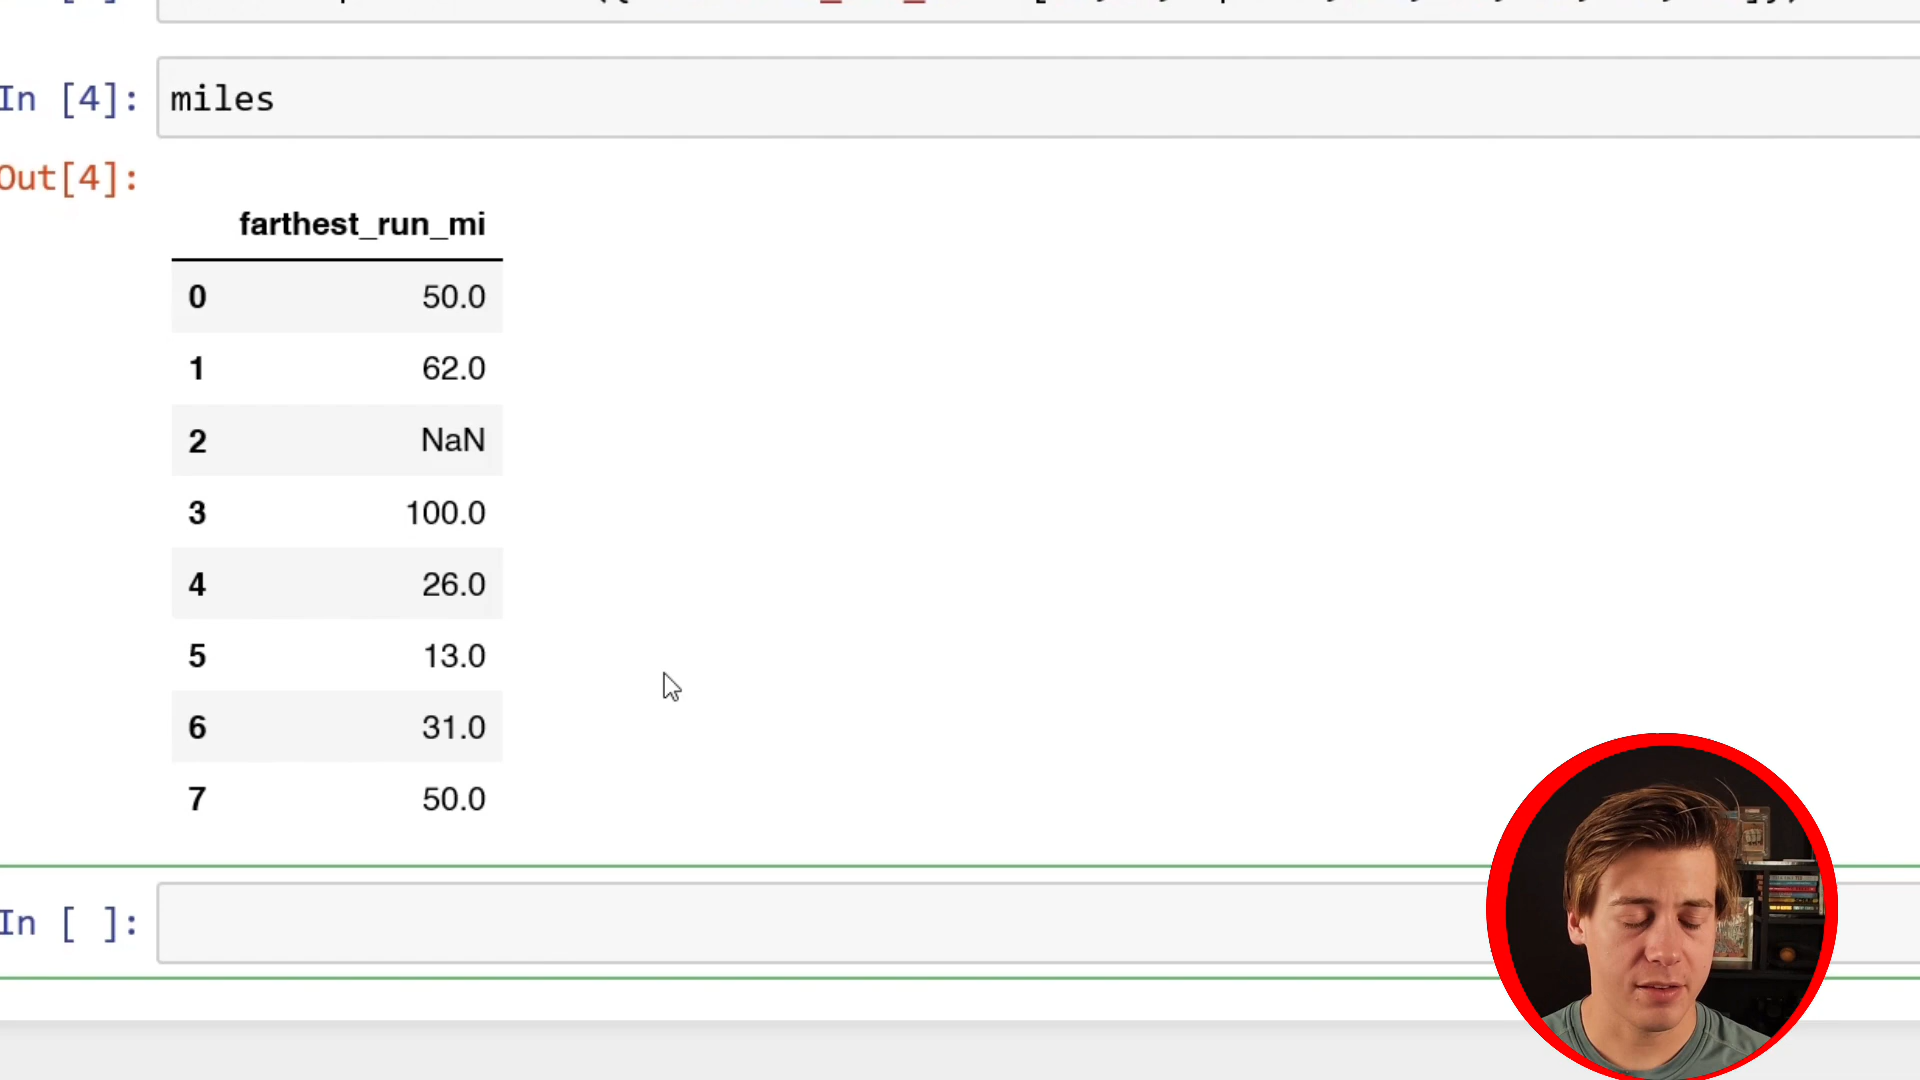 In [4]: miles
Out[4]:
farthest_run_mi
0 50.0
1 62.0
2 NaN
3 100.0
4 26.0
5 13.0
6 31.0
7 50.0
In [ ]: